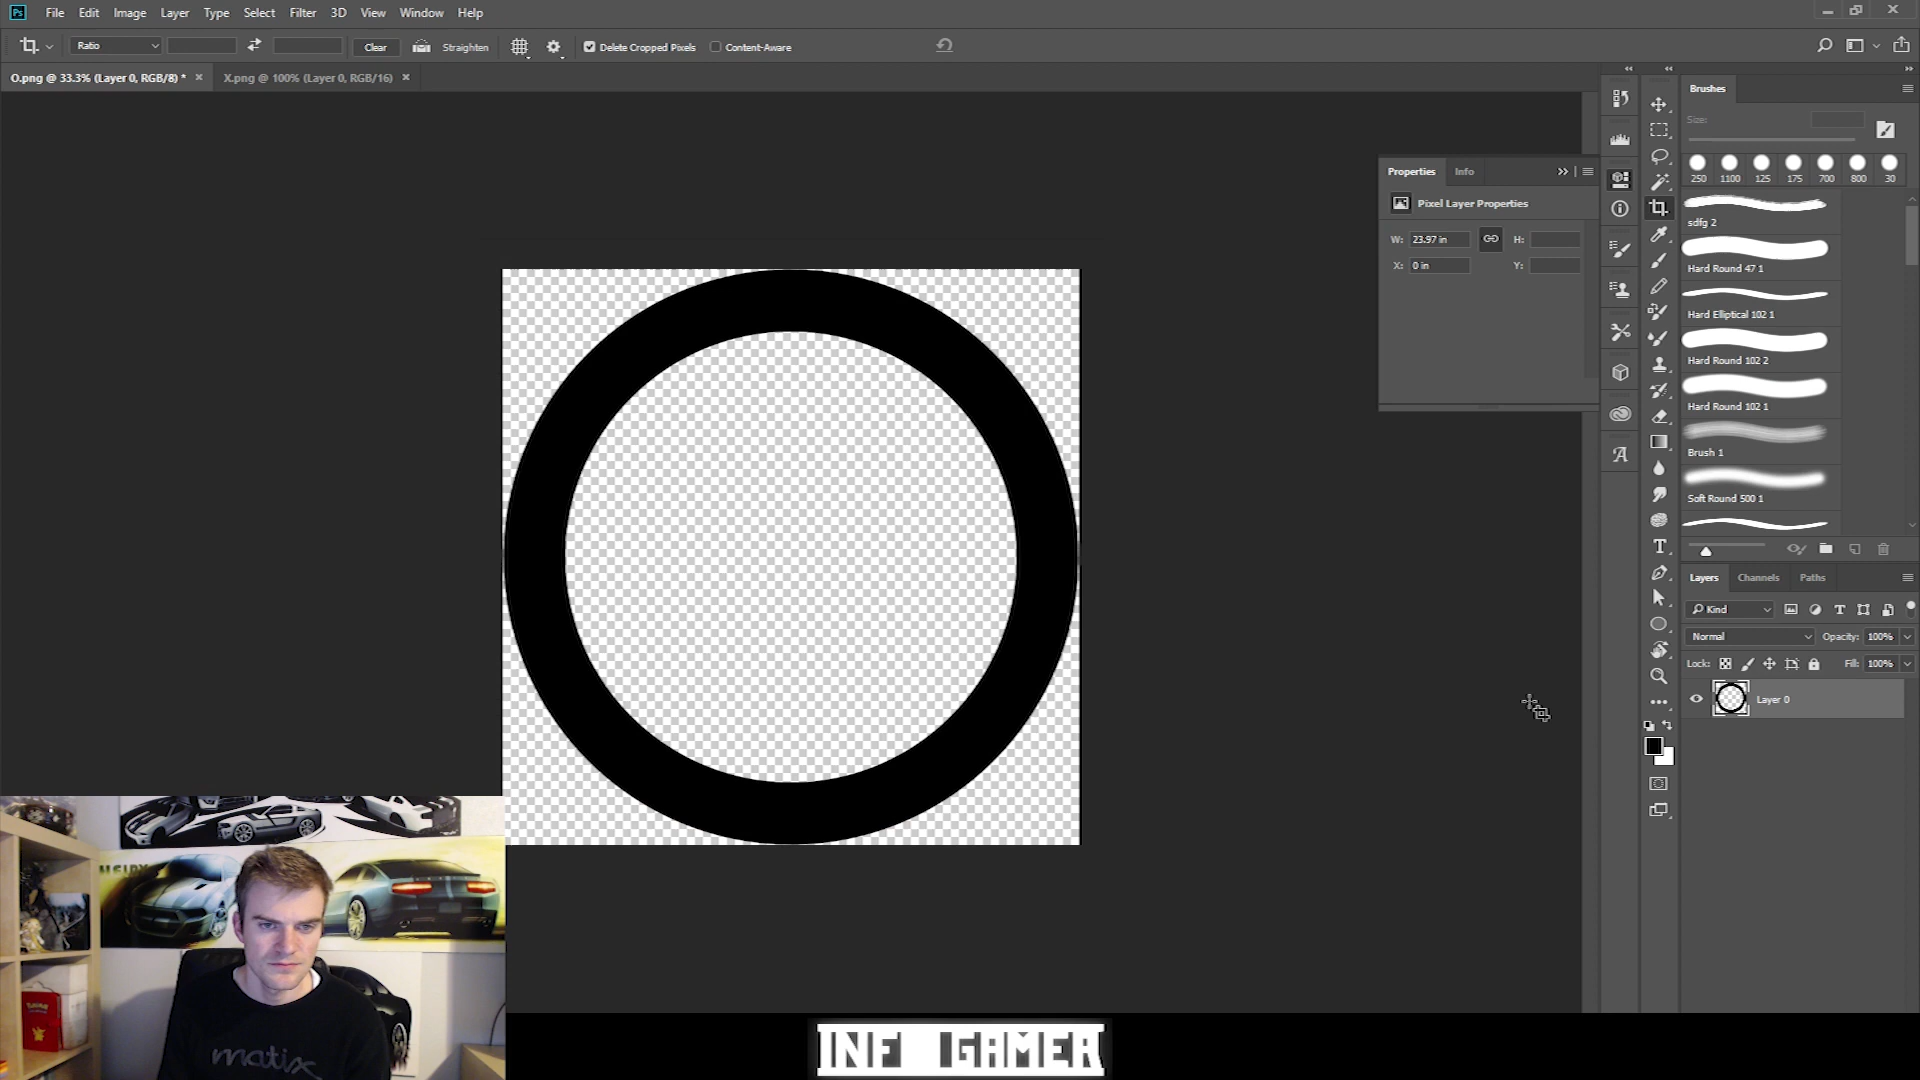 Ps File Edit Image Layer Type Select Filter 3D View Window Help
Ratio Clear Straighten Delete Cropped Pixels Content-Aware
O.png @ 33.3% (Layer 0, RGB/8) * × X.png @ 100% (Layer 0, RGB/16) ×
Properties Info
Pixel Layer Properties
W: 23.97 in H:
X: 0 in Y:
Brushes
Size:
250 1100 125 175 700 800 30
sdfg 2
Hard Round 47 1
Hard Elliptical 102 1
Hard Round 102 2
Hard Round 102 1
Brush 1
Soft Round 500 1
Layers Channels Paths
Kind
Normal Opacity: 100%
Lock: Fill: 100%
Layer 0
matix
INF GAMER